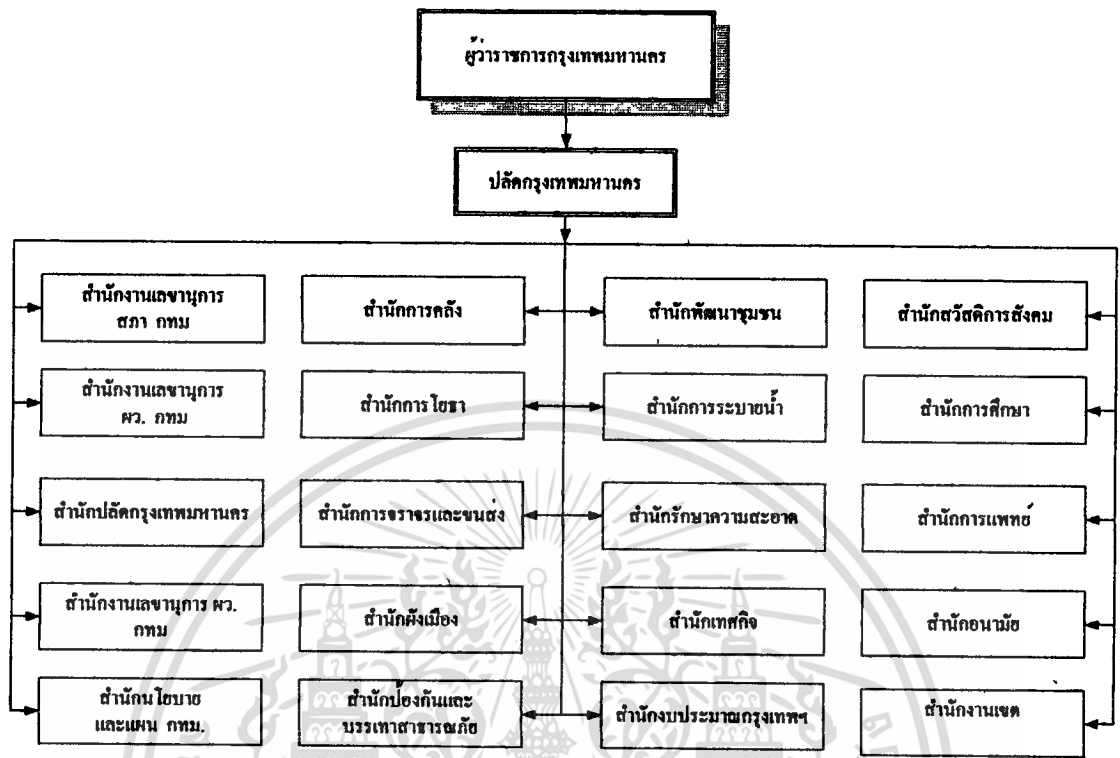 ผู้ว่าราชการกรุงเทพมหานคร
ปลัดกรุงเทพมหานคร
สำนักงานเลขานุการ
สภา กทม
สำนักการคลัง
สำนักพัฒนาชุมชน
สำนักสวัสดิการสังคม
สำนักงานเลขานุการ
ผว. กทม
สำนักการโยธา
สำนักการระบายน้ำ
สำนักการศึกษา
สำนักปลัดกรุงเทพมหานคร
สำนักการจราจรและขนส่ง
สำนักรักษาความสะอาด
สำนักการแพทย์
สำนักงานเลขานุการ ผว.
กทม
สำนักผังเมือง
สำนักเทศกิจ
สำนักอนามัย
สำนักนโยบาย
และแผน กทม.
สำนักป้องกันและ
บรรเทาสาธารณภัย
สำนักงบประมาณกรุงเทพฯ
สำนักงานเขต